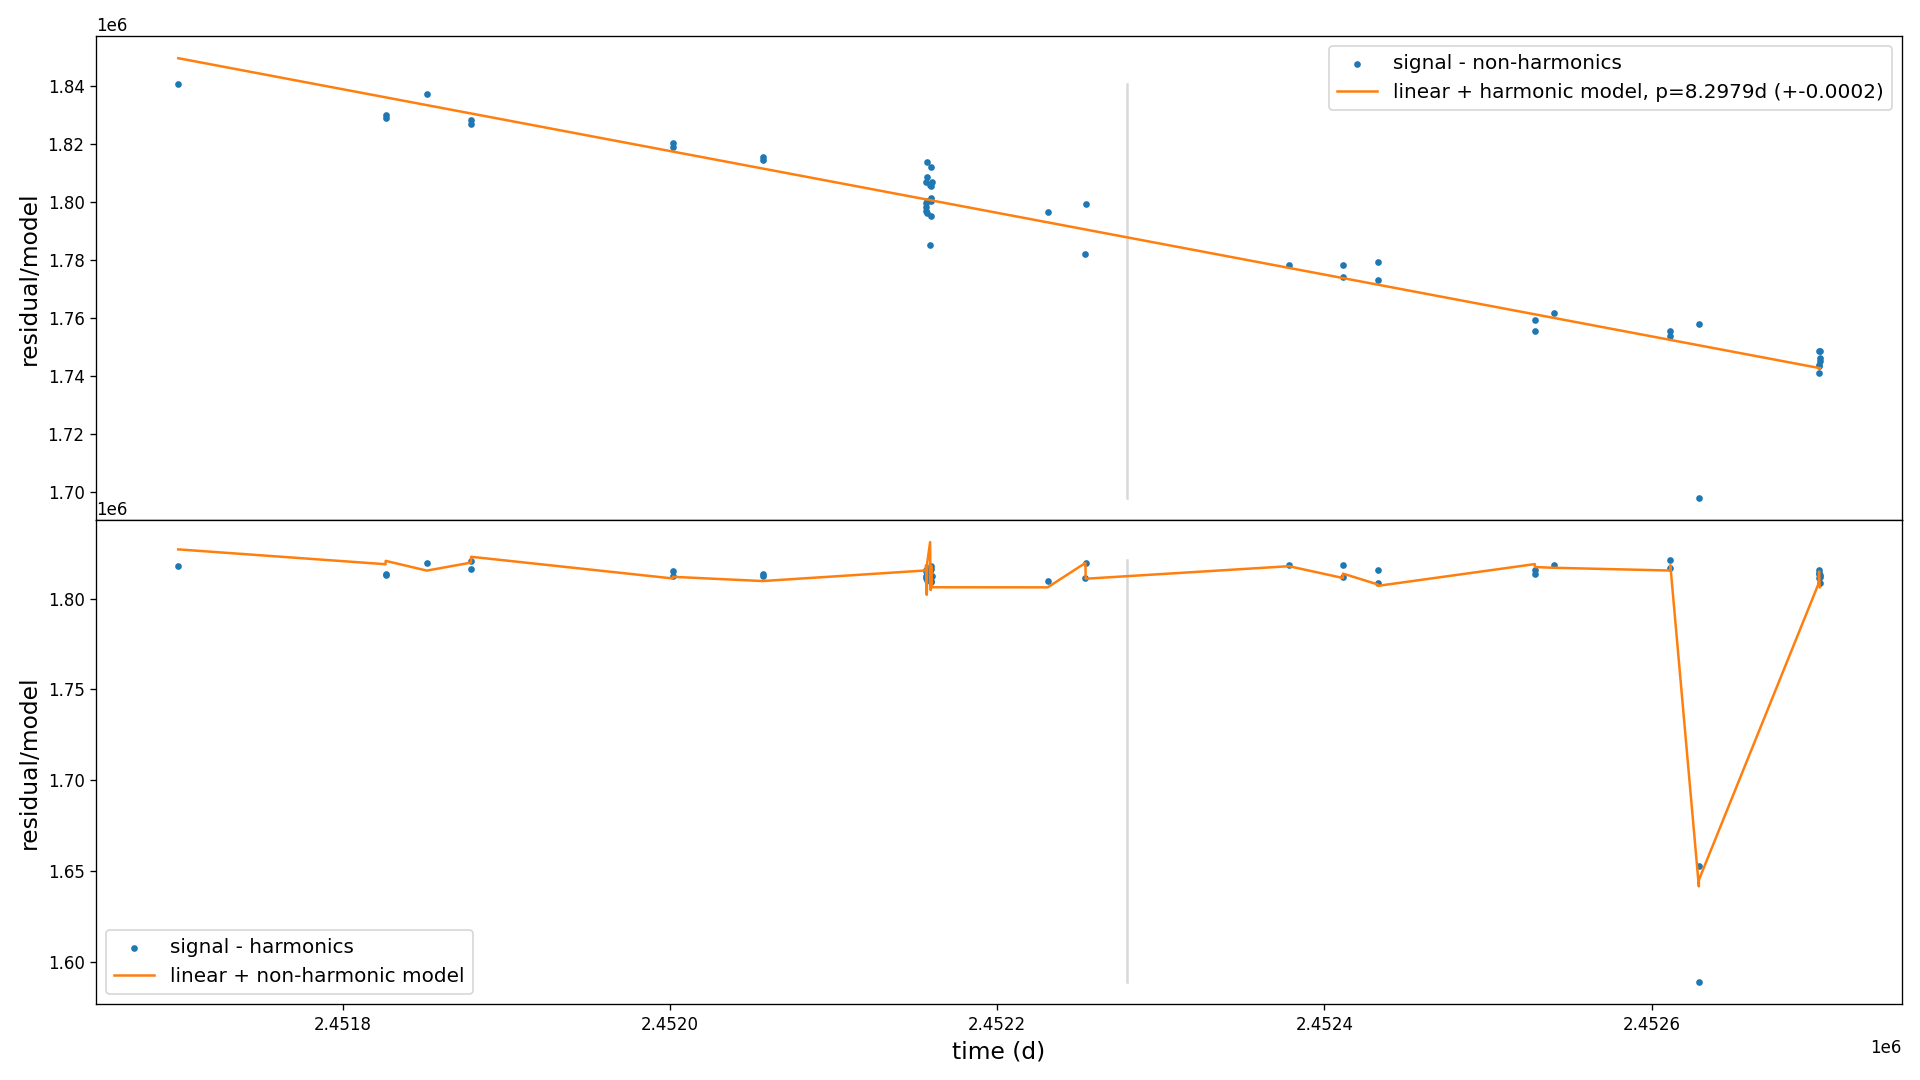 1e6
signal - non-harmonics
linear + harmonic model, p=8.2979d (+-0.0002)
1.84
1.82
1.80
1.78
1.76
1.74
1.72
1.70
residual/model
1e6
1.80
1.75
1.70
1.65
1.60
residual/model
signal - harmonics
linear + non-harmonic model
2.4518
2.4520
2.4522
2.4524
2.4526
time (d)
1e6